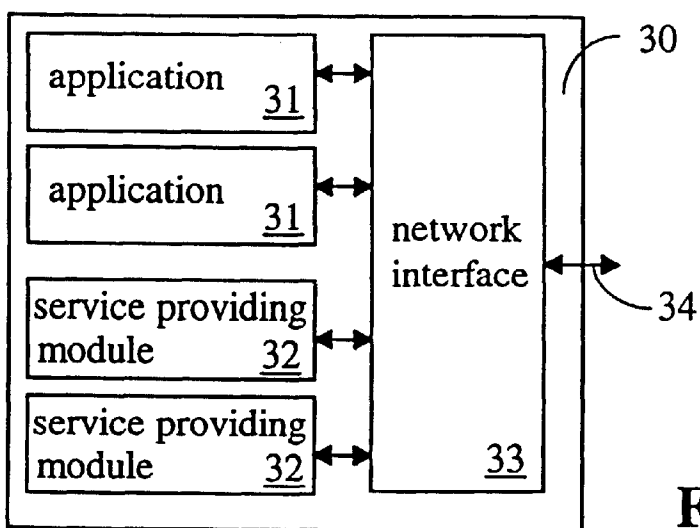 application
31
application
31
service providing
module 32
service providing
module 32
network
interface
33
30
34